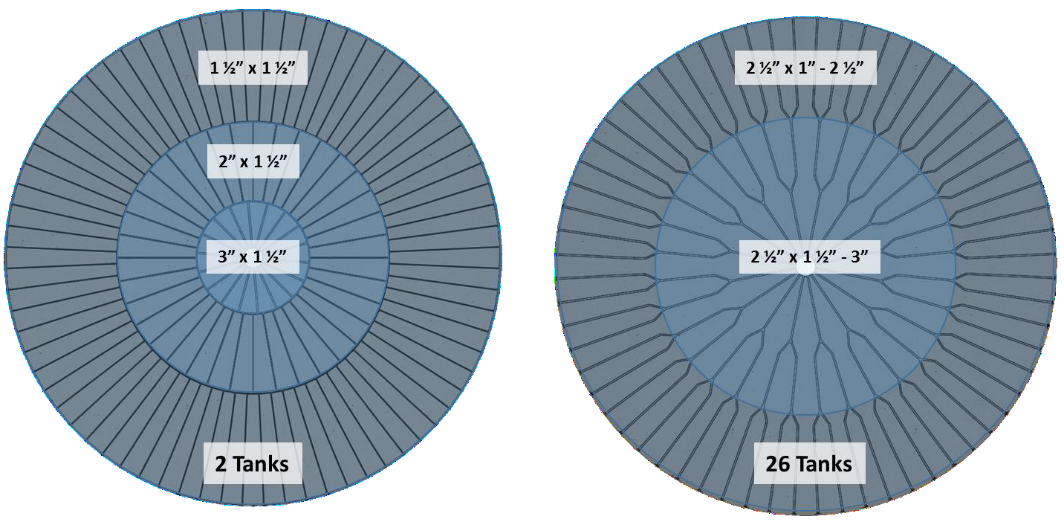 1 ½” x 1 ½”
2” x 1 ½”
3” x 1 ½”
2 Tanks
2 ½” x 1” - 2 ½”
2 ½” x 1 ½” - 3”
26 Tanks